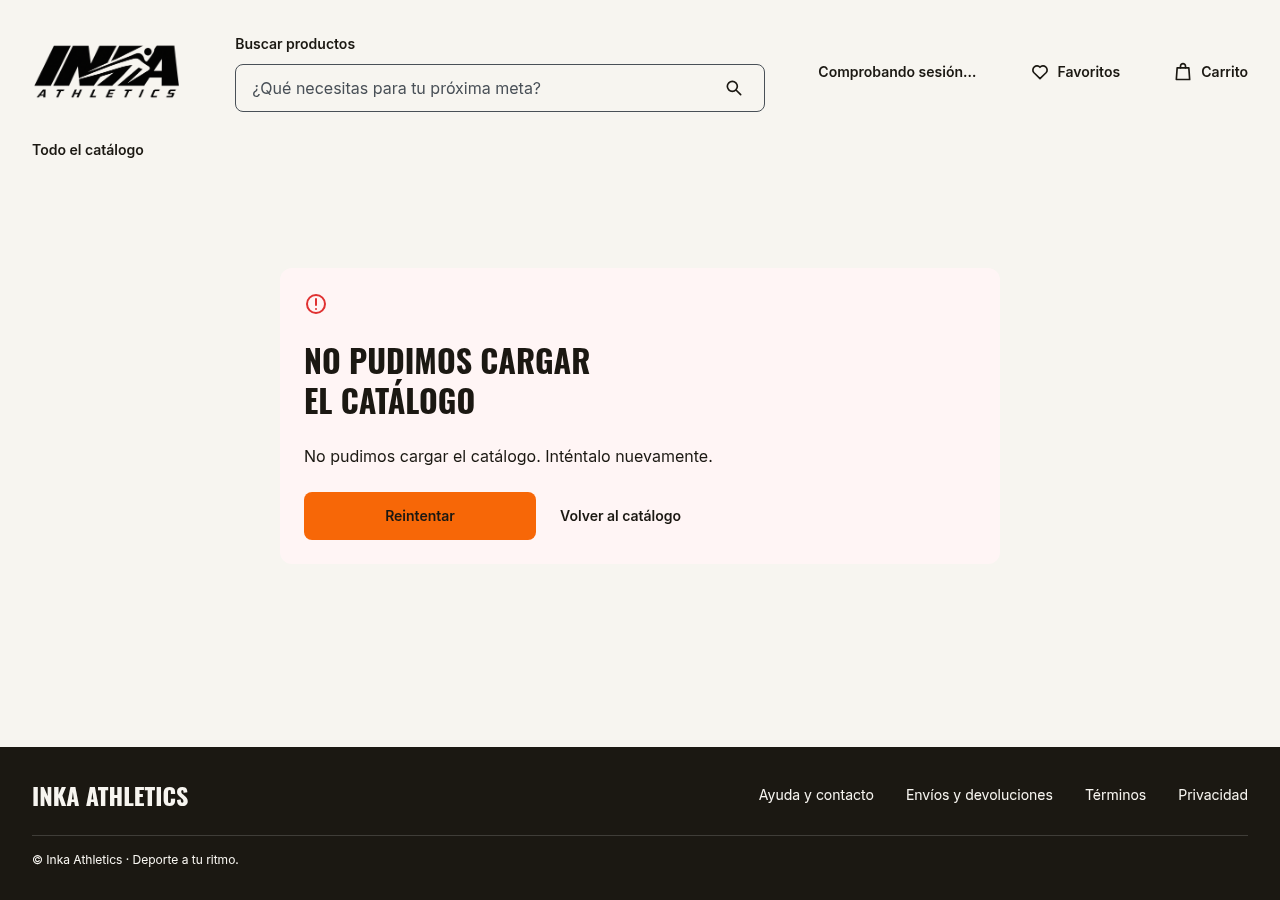 INKA
ATHLETICS
Buscar productos
¿Qué necesitas para tu próxima meta?
Comprobando sesión...
Favoritos
Carrito
Todo el catálogo
NO PUDIMOS CARGAR
EL CATÁLOGO
No pudimos cargar el catálogo. Inténtalo nuevamente.
Reintentar
Volver al catálogo
INKA ATHLETICS
Ayuda y contacto
Envíos y devoluciones
Términos
Privacidad
© Inka Athletics · Deporte a tu ritmo.